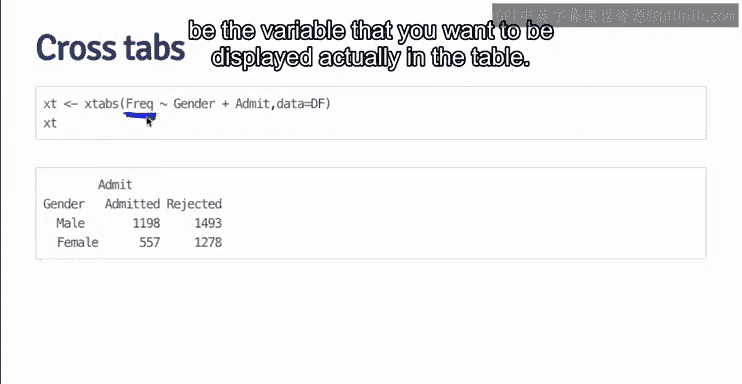 be the variable that you want to be
displayed actually in the table.
Cross tabs
xt <- xtabs(Freq ~ Gender + Admit,data=DF)
xt
Admit
Gender Admitted Rejected
Male 1198 1493
Female 557 1278